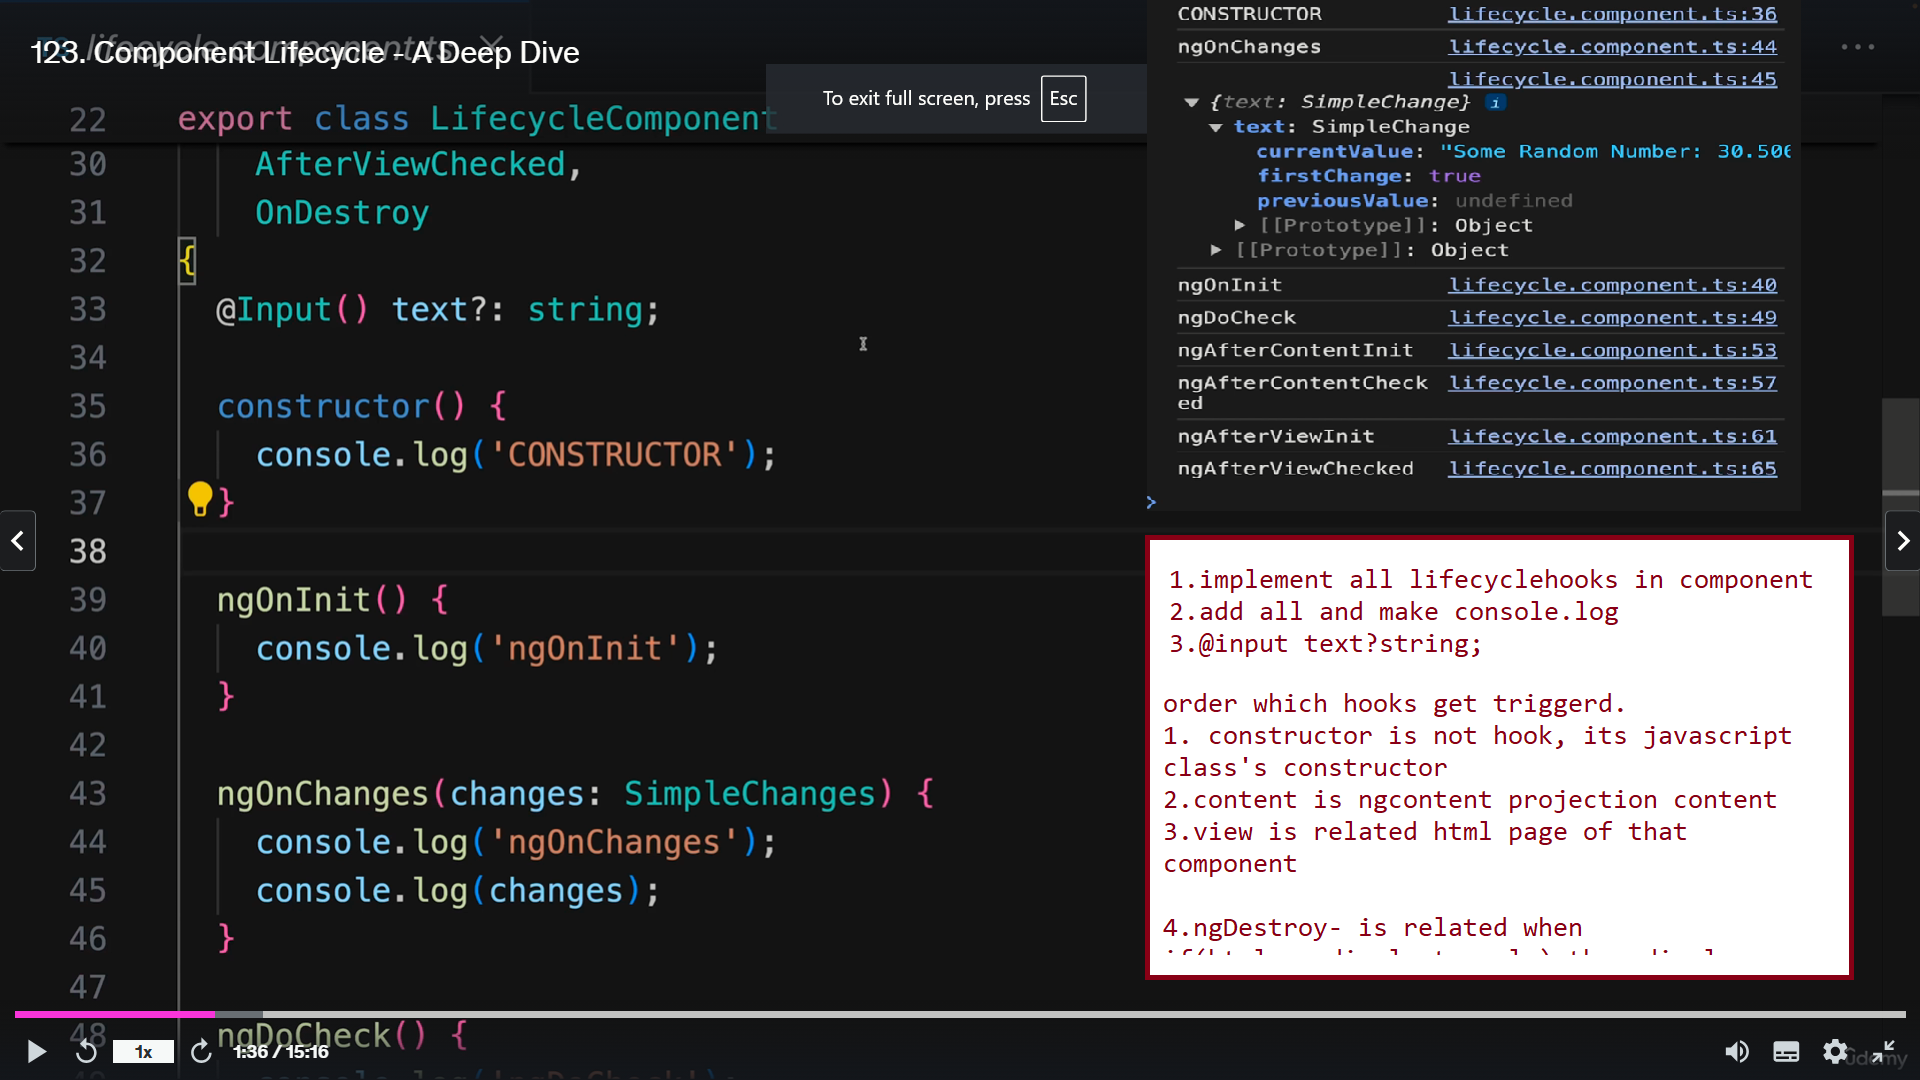 123. Component Lifecycle - A Deep Dive
To exit full screen, press Esc
22 export class LifecycleComponent
30 AfterViewChecked,
31 OnDestroy
32 {
33 @Input() text?: string;
34
35 constructor() {
36 console.log('CONSTRUCTOR');
37 }
38
39 ngOnInit() {
40 console.log('ngOnInit');
41 }
42
43 ngOnChanges(changes: SimpleChanges) {
44 console.log('ngOnChanges');
45 console.log(changes);
46 }
47
48 ngDoCheck() {
CONSTRUCTOR lifecycle.component.ts:36
ngOnChanges lifecycle.component.ts:44
lifecycle.component.ts:45
{text: SimpleChange} i
text: SimpleChange
currentValue: "Some Random Number: 30.506
firstChange: true
previousValue: undefined
[[Prototype]]: Object
[[Prototype]]: Object
ngOnInit lifecycle.component.ts:40
ngDoCheck lifecycle.component.ts:49
ngAfterContentInit lifecycle.component.ts:53
ngAfterContentCheck lifecycle.component.ts:57
ed
ngAfterViewInit lifecycle.component.ts:61
ngAfterViewChecked lifecycle.component.ts:65
>
1.implement all lifecyclehooks in component
2.add all and make console.log
3.@input text?string;
order which hooks get triggerd.
1. constructor is not hook, its javascript
class's constructor
2.content is ngcontent projection content
3.view is related html page of that
component
4.ngDestroy- is related when
1x 1:36 / 15:16
udemy